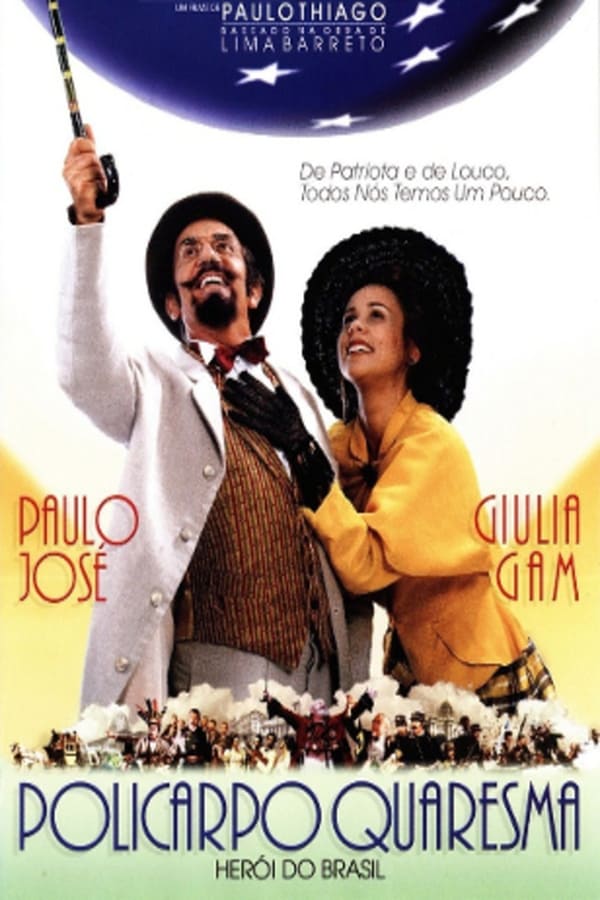 UM FILME DE PAULO THIAGO
BASEADO NA OBRA DE
LIMA BARRETO
De Patriota e de Louco,
Todos Nós Temos Um Pouco.
PAULO
JOSÉ
GIULIA
GAM
POLICARPO QUARESMA
HERÓI DO BRASIL